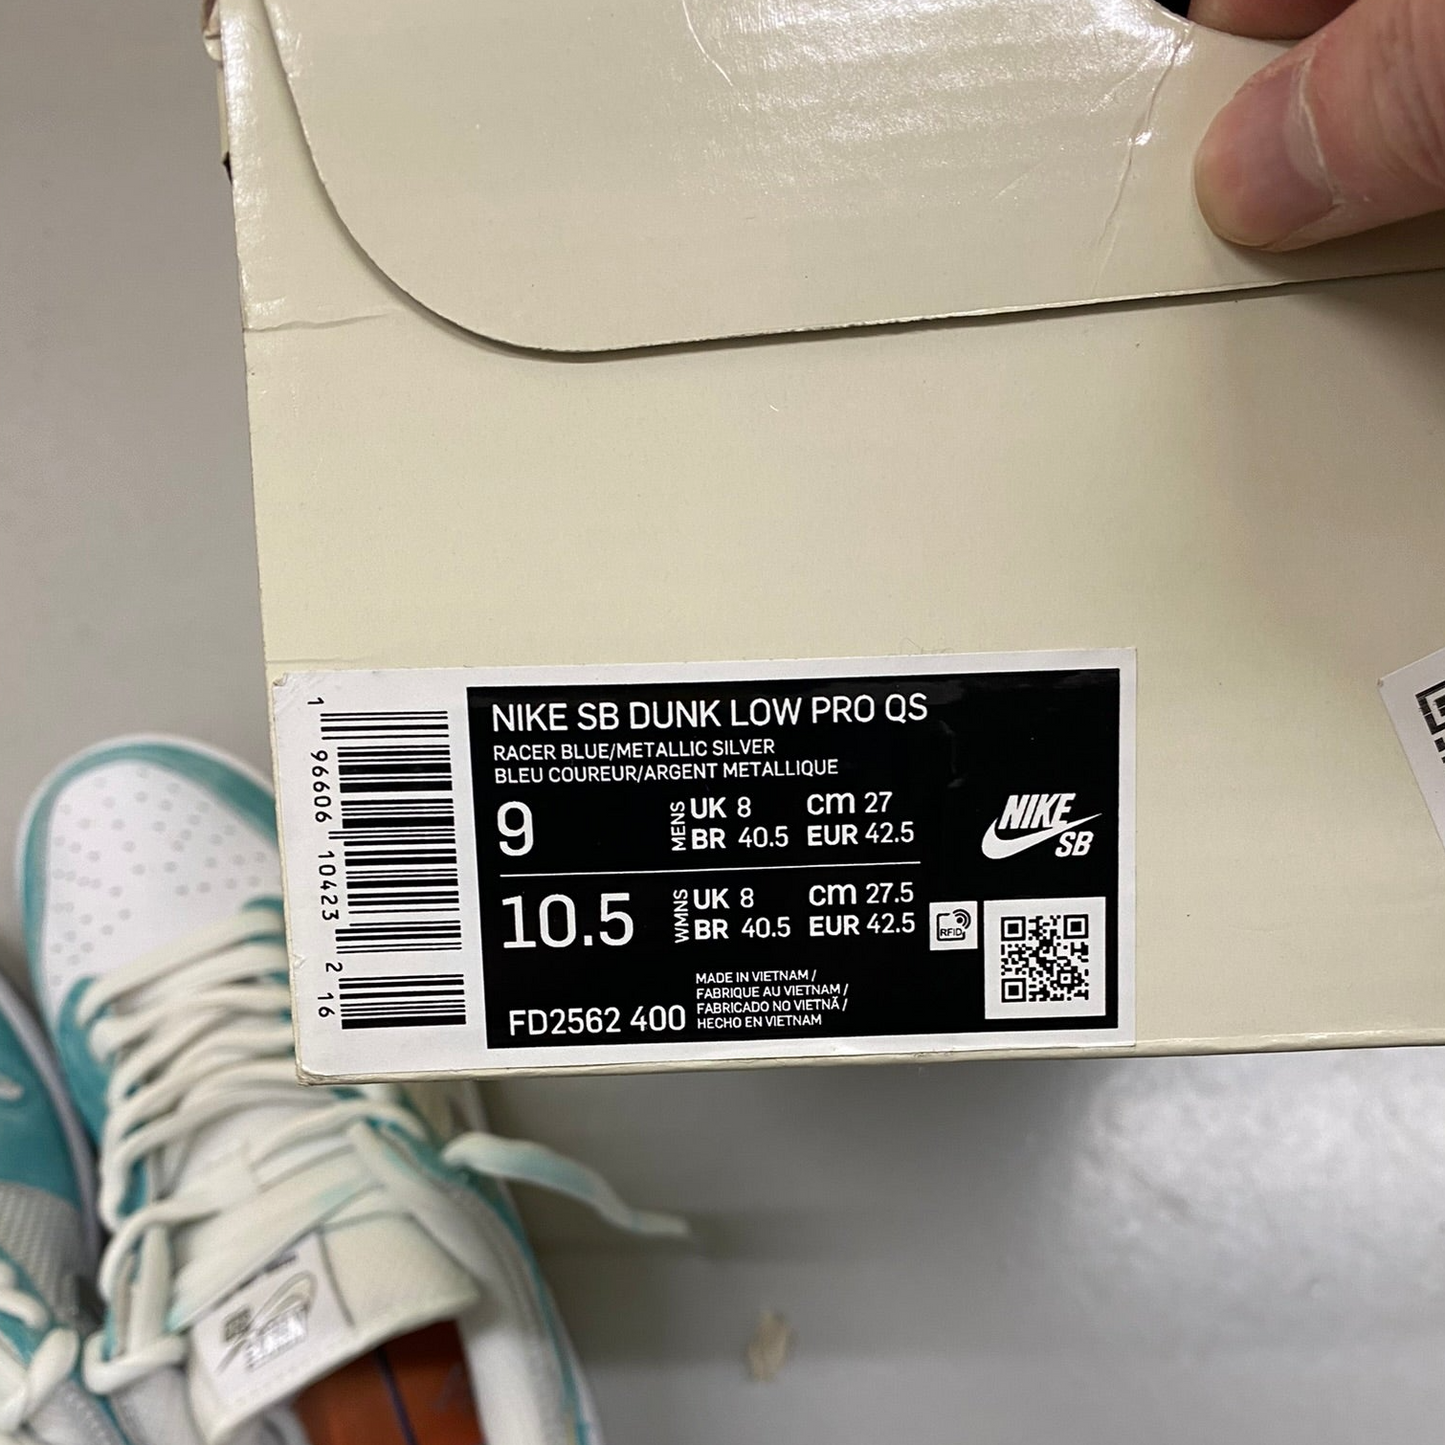 NIKE SB DUNK LOW PRO QS
RACER BLUE/METALLIC SILVER
BLEU COUREUR/ARGENT METALLIQUE
9 MENS UK 8 cm 27
BR 40.5 EUR 42.5
10.5 WMNS UK 8 cm 27.5
BR 40.5 EUR 42.5
FD2562 400
MADE IN VIETNAM /
FABRIQUE AU VIETNAM /
FABRICADO NO VIETNÃ /
HECHO EN VIETNAM
NIKE
SB
RFID
1 96606 10423 2 16